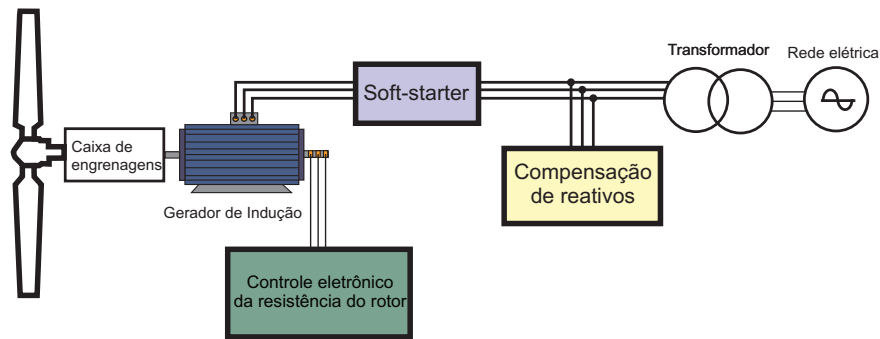 Transformador
Rede elétrica
Soft-starter
Caixa de
engrenagens
Compensação
de reativos
Gerador de Indução
Controle eletrônico
da resistência do rotor